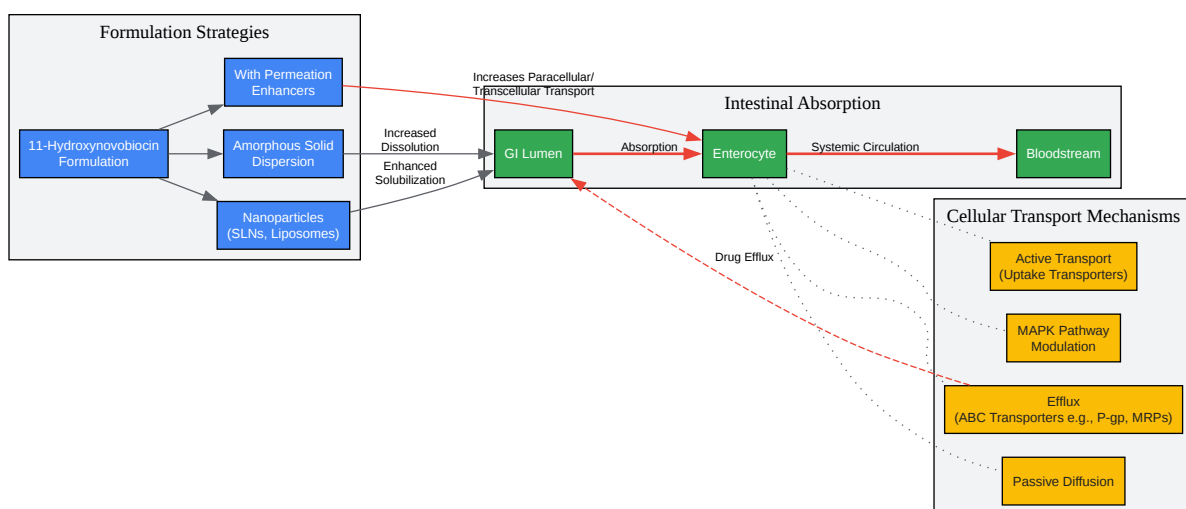 Formulation Strategies
With Permeation
Enhancers
11-Hydroxynovobiocin
Formulation
Amorphous Solid
Dispersion
Nanoparticles
(SLNs, Liposomes)
Increases Paracellular/
Transcellular Transport
Increased
Dissolution
Enhanced
Solubilization
Intestinal Absorption
GI Lumen
Absorption
Enterocyte
Systemic Circulation
Bloodstream
Drug Efflux
Cellular Transport Mechanisms
Active Transport
(Uptake Transporters)
MAPK Pathway
Modulation
Efflux
(ABC Transporters e.g., P-gp, MRPs)
Passive Diffusion